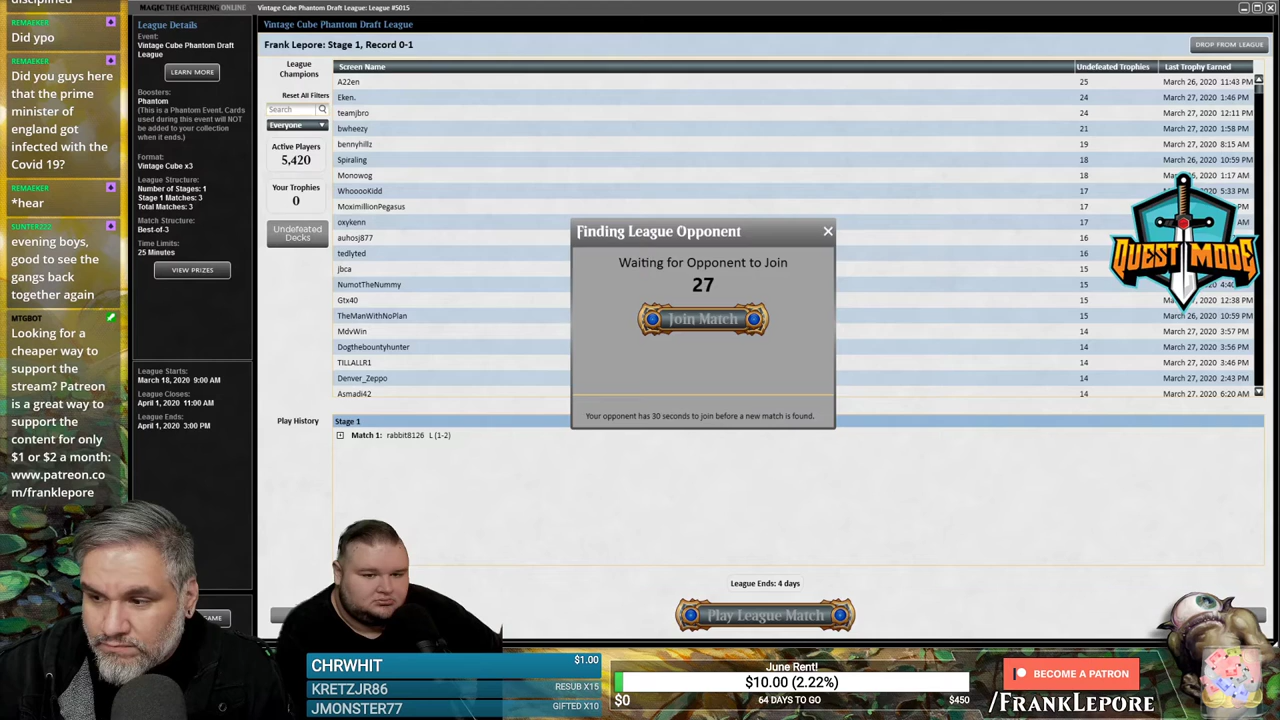 disciplined
REMAEKER
Did ypo
REMAEKER
Did you guys here
that the prime
minister of
england got
infected with the
Covid 19?
REMAEKER
*hear
SUNTER222
evening boys,
good to see the
gangs back
together again
MTGBOT
Looking for a
cheaper way to
support the
stream? Patreon
is a great way to
support the
content for only
$1 or $2 a month:
www.patreon.co
m/franklepore
MAGIC THE GATHERING ONLINE
Vintage Cube Phantom Draft League: League #5015
League Details
Event:
Vintage Cube Phantom Draft
League
LEARN MORE
Boosters:
Phantom
(This is a Phantom Event. Cards
used during this event will NOT
be added to your collection
when it ends.)
Format:
Vintage Cube x3
League Structure:
Number of Stages: 1
Stage 1 Matches: 3
Total Matches: 3
Match Structure:
Best-of-3
Time Limits:
25 Minutes
VIEW PRIZES
League Starts:
March 18, 2020 9:00 AM
League Closes:
April 1, 2020 11:00 AM
League Ends:
April 1, 2020 3:00 PM
Vintage Cube Phantom Draft League
Frank Lepore: Stage 1, Record 0-1
DROP FROM LEAGUE
League
Champions
Reset All Filters
Search
Everyone
Active Players
5,420
Your Trophies
0
Undefeated
Decks
Screen Name Undefeated Trophies Last Trophy Earned
A22en 25 March 26, 2020 11:43 PM
Eken. 24 March 27, 2020 1:46 PM
teamjbro 24 March 27, 2020 12:11 PM
bwheezy 21 March 27, 2020 1:58 PM
bennyhillz 19 March 27, 2020 8:15 AM
Spiraling 18 March 26, 2020 10:59 PM
Monowog 18 March 27, 2020 1:17 AM
WhooooKidd 17 5:33 PM
MoximillionPegasus 17 PM
oxykenn 17 AM
auhosj877 16
tedlyted 16
jbca 15
NumotTheNummy 15 4:40
Gtx40 15 March 27, 2020 12:38 PM
TheManWithNoPlan 15 March 26, 2020 10:59 PM
MdvWin 14 March 27, 2020 3:57 PM
Dogthebountyhunter 14 March 27, 2020 3:56 PM
TILLALLR1 14 March 27, 2020 3:46 PM
Denver_Zeppo 14 March 27, 2020 2:43 PM
Asmadi42 14 March 27, 2020 6:20 AM
Finding League Opponent
Waiting for Opponent to Join
27
Join Match
Your opponent has 30 seconds to join before a new match is found.
QUEST MODE
Play History
Stage 1
Match 1: rabbit8126 L (1-2)
League Ends: 4 days
Play League Match
GAME
CHRWHIT $1.00
KRETZJR86 RESUB X15
JMONSTER77 GIFTED X10
June Rent!
$10.00 (2.22%)
$0 64 DAYS TO GO $450
BECOME A PATRON
/FRANKLEPORE